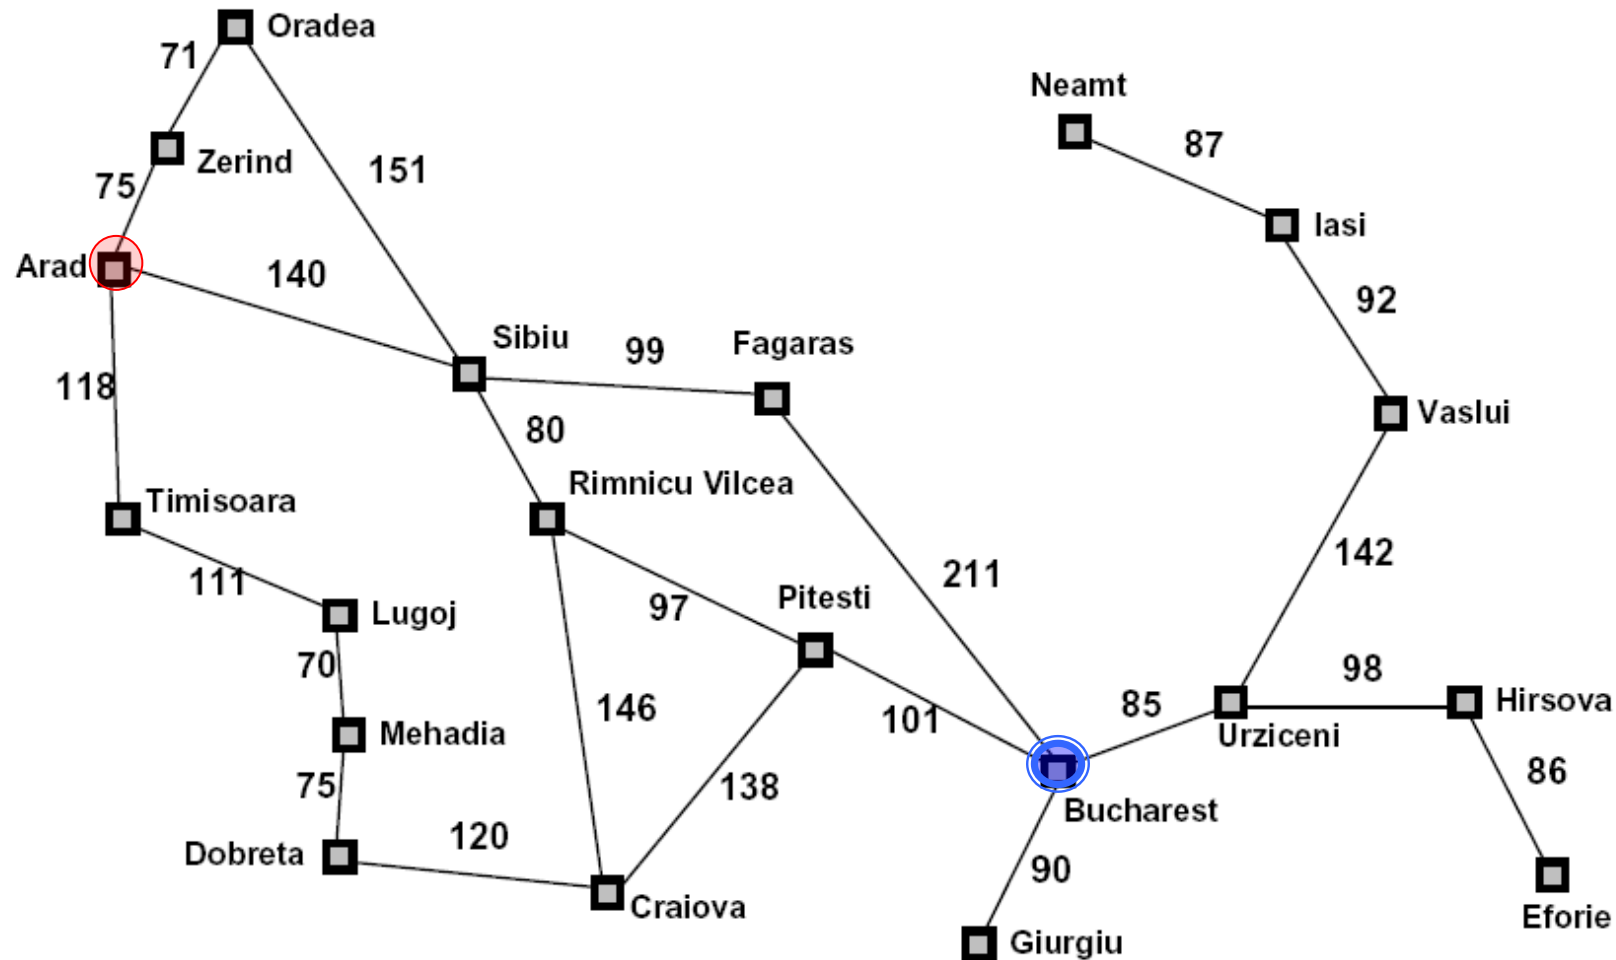 Oradea
71
Neamt
87
Zerind
151
75
Iasi
Arad
140
92
Sibiu
99
Fagaras
118
Vaslui
80
Rimnicu Vilcea
Timisoara
142
111
211
Lugoj
97
Pitesti
70
98
146
101
85
Hirsova
Mehadia
Urziceni
75
138
86
Bucharest
120
Dobreta
90
Craiova
Eforie
Giurgiu